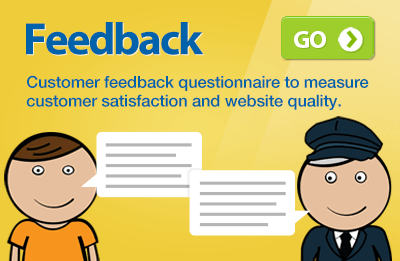 Feedback
GO
Customer feedback questionnaire to measure
customer satisfaction and website quality.